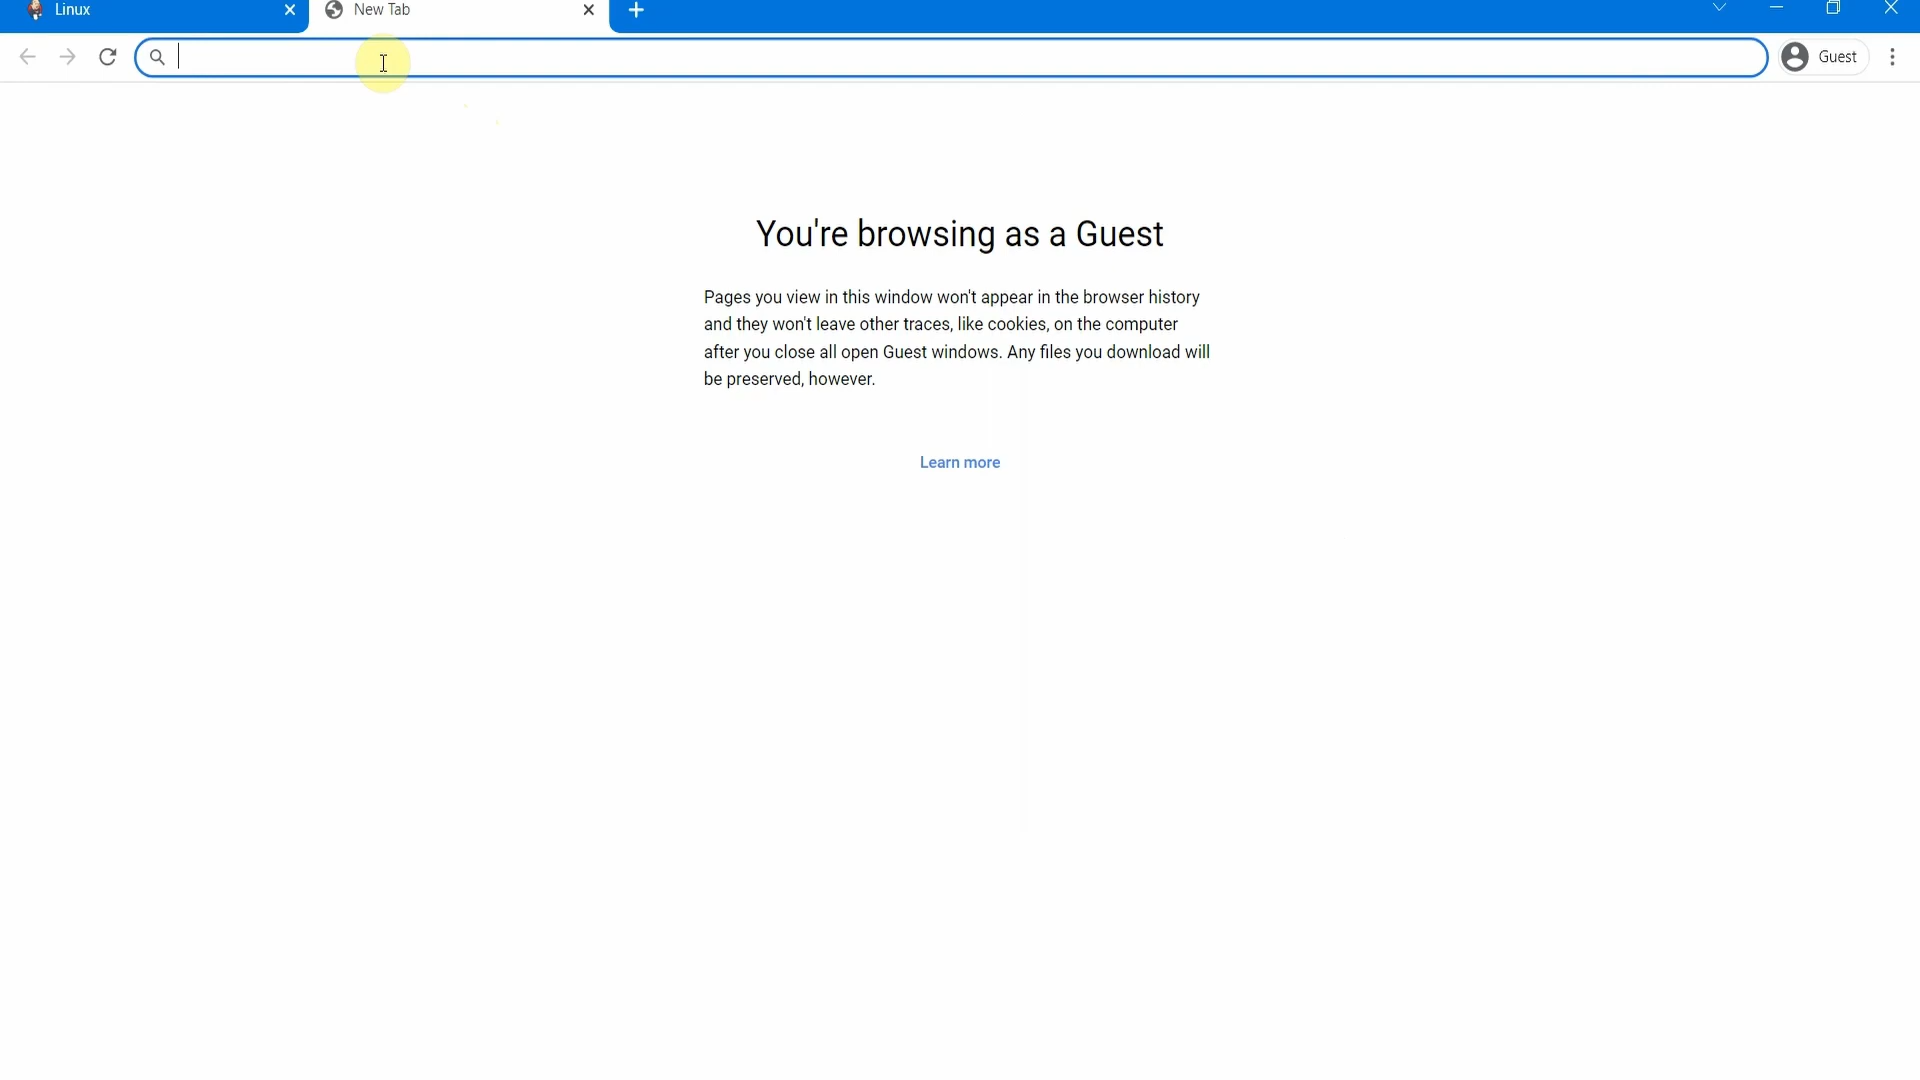 Linux
New Tab
Guest
You're browsing as a Guest
Pages you view in this window won't appear in the browser history
and they won't leave other traces, like cookies, on the computer
after you close all open Guest windows. Any files you download will
be preserved, however.
Learn more